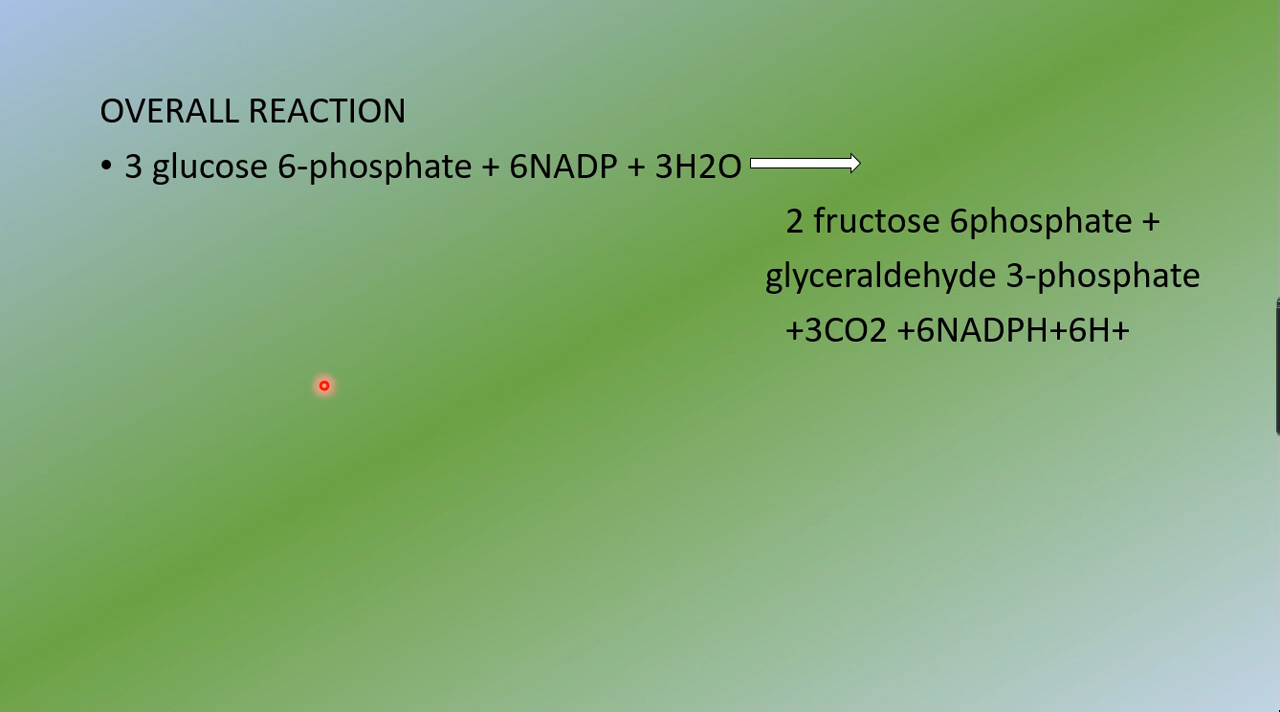 OVERALL REACTION
• 3 glucose 6-phosphate + 6NADP + 3H2O
2 fructose 6phosphate +
glyceraldehyde 3-phosphate
+3CO2 +6NADPH+6H+